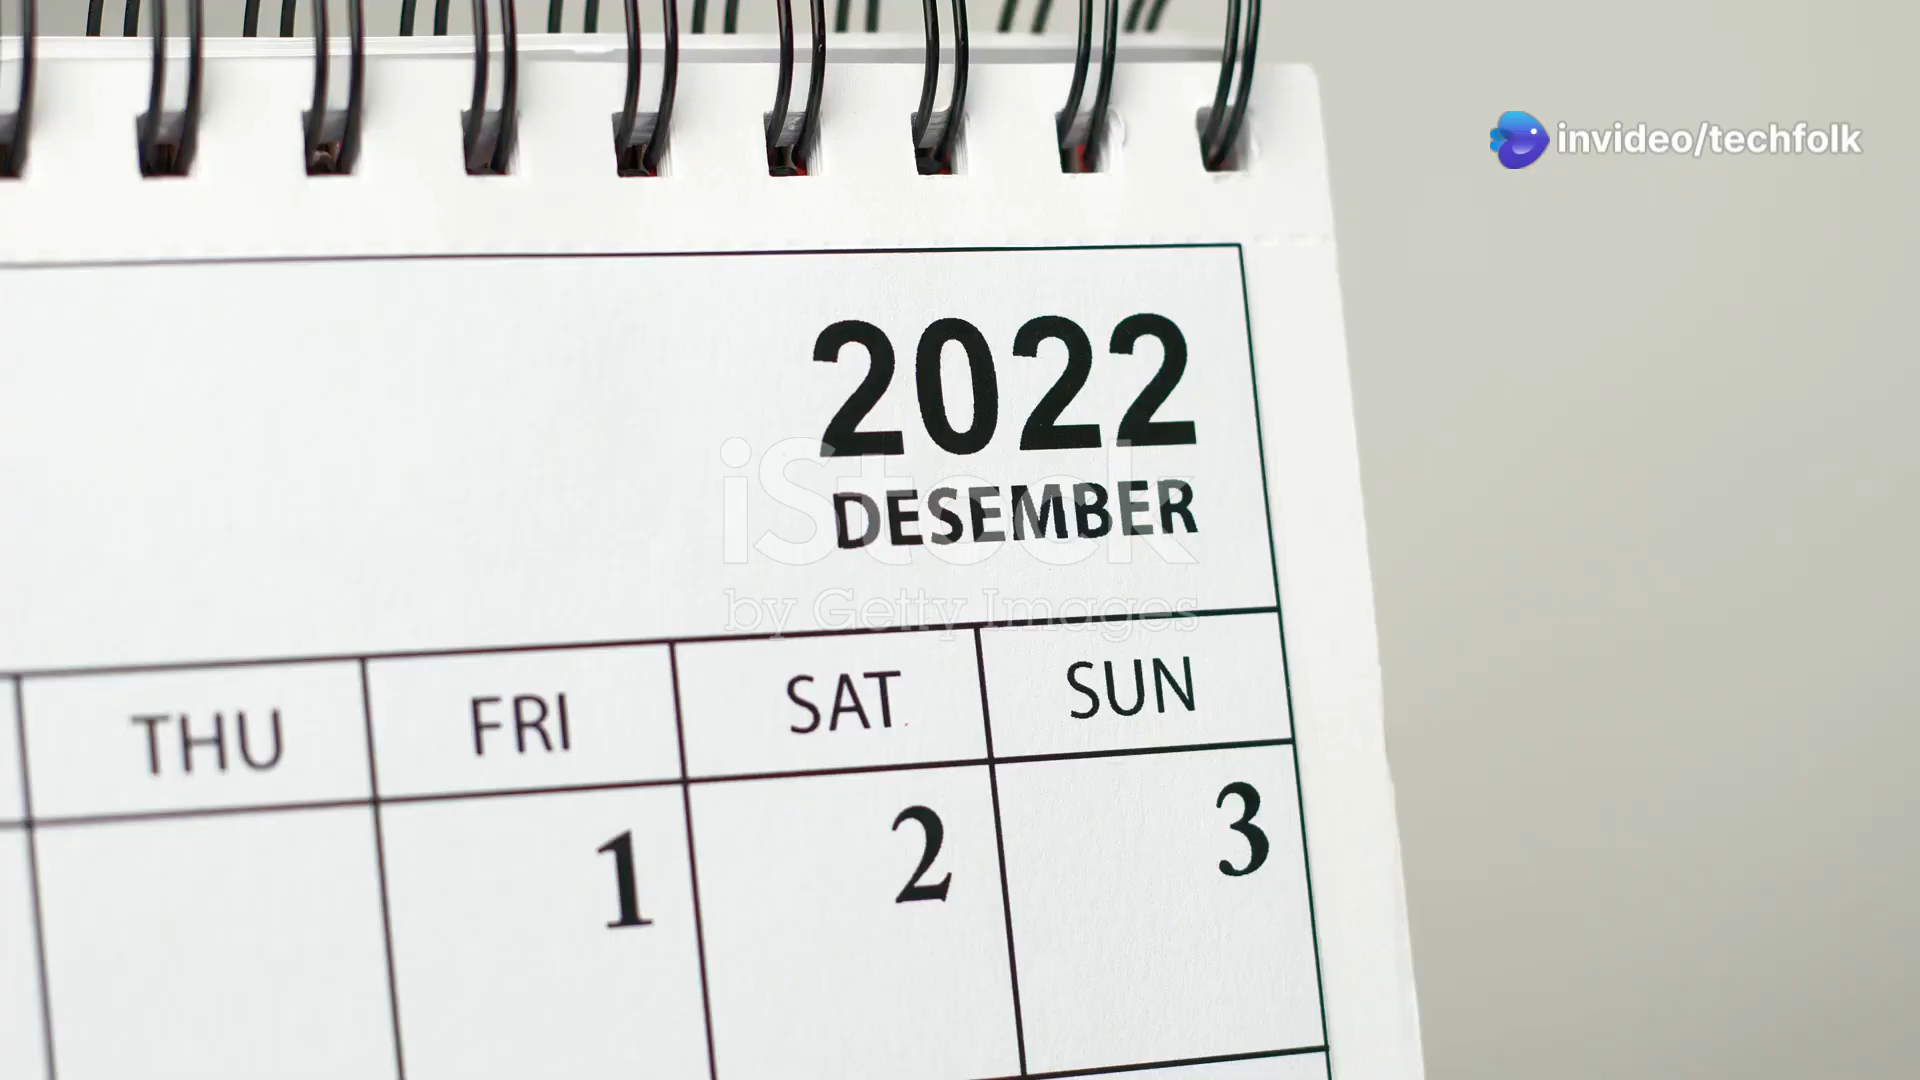 invideo/techfolk
2022
DESEMBER
iStock
by Getty Images
THU FRI SAT SUN
1 2 3